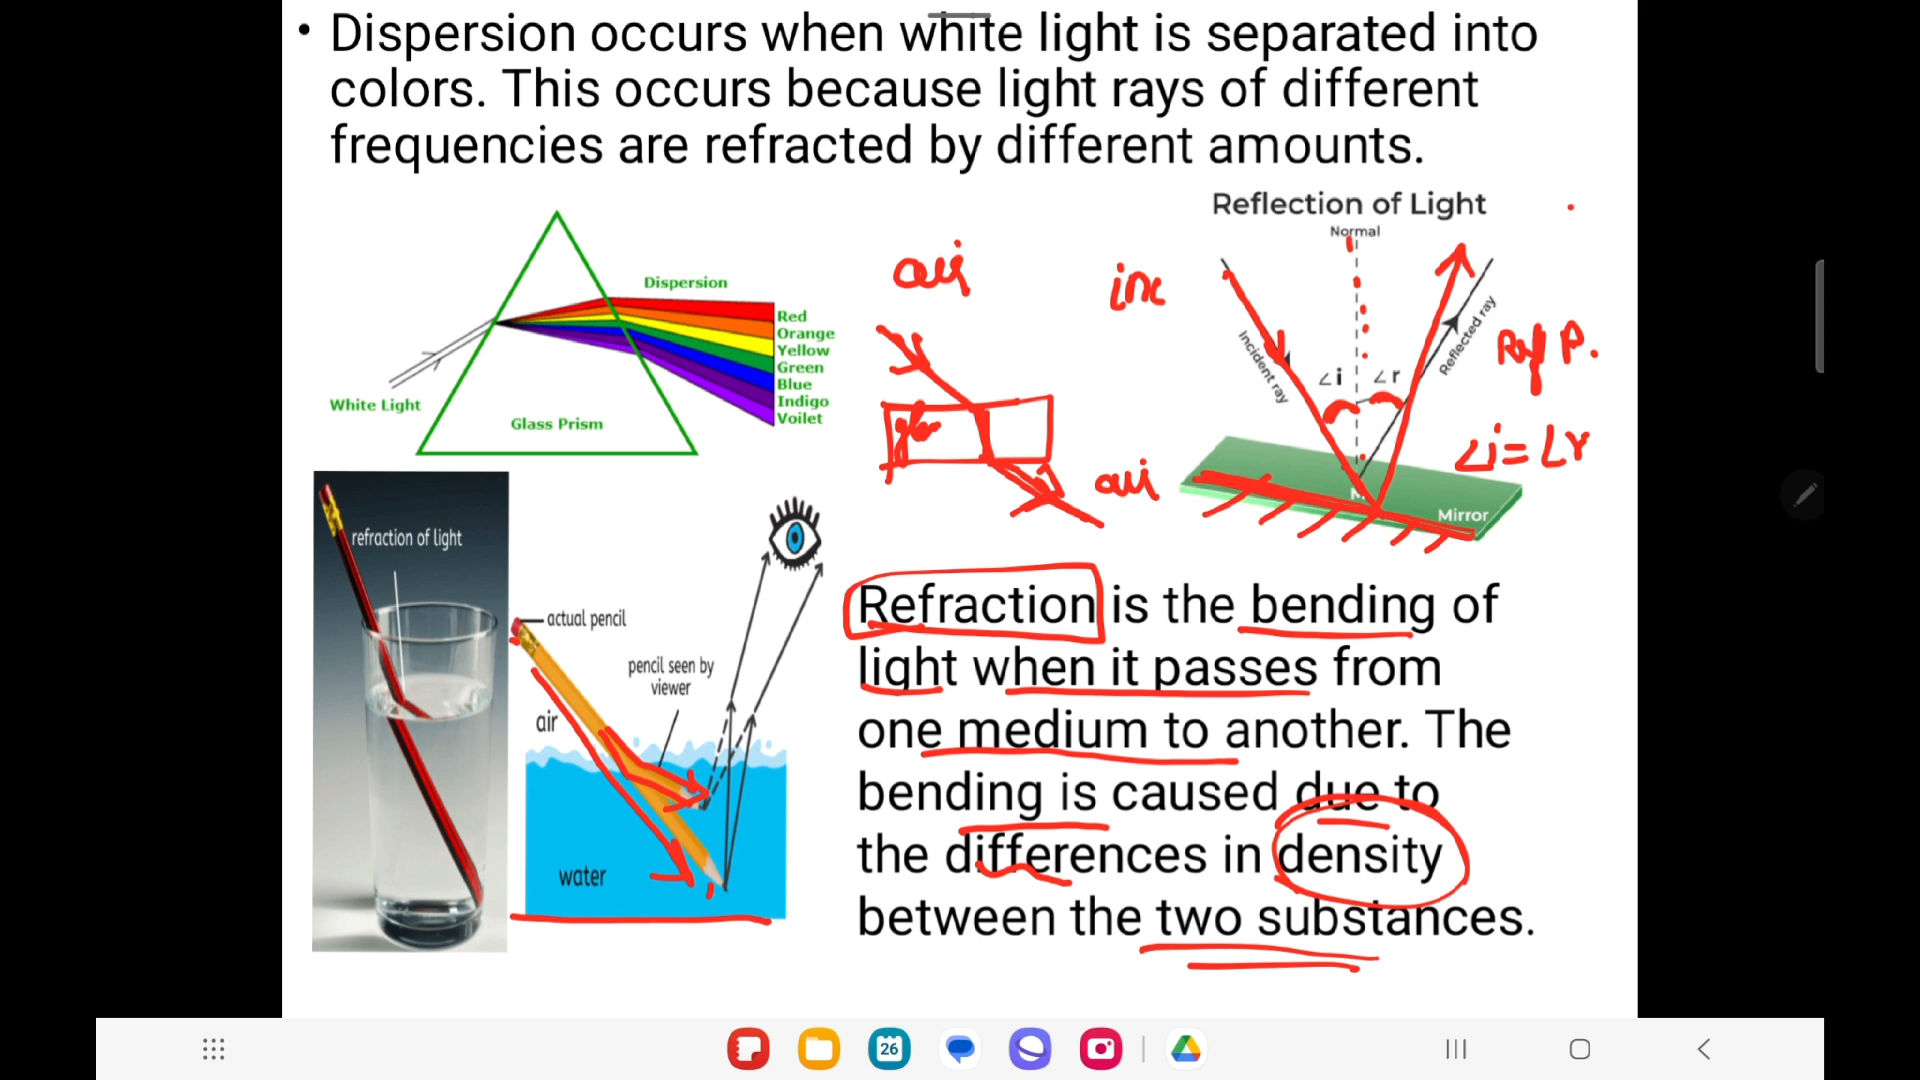 • Dispersion occurs when white light is separated into
colors. This occurs because light rays of different
frequencies are refracted by different amounts.
Reflection of Light
Normal
Dispersion
Red
Orange
Yellow
Green
Blue
Indigo
Voilet
White Light
Glass Prism
inc
Incident ray
Reflected ray
∠i
∠r
∠i = ∠r
M
Mirror
refraction of light
actual pencil
pencil seen by
viewer
air
water
Refraction is the bending of
light when it passes from
one medium to another. The
bending is caused due to
the differences in density
between the two substances.
26